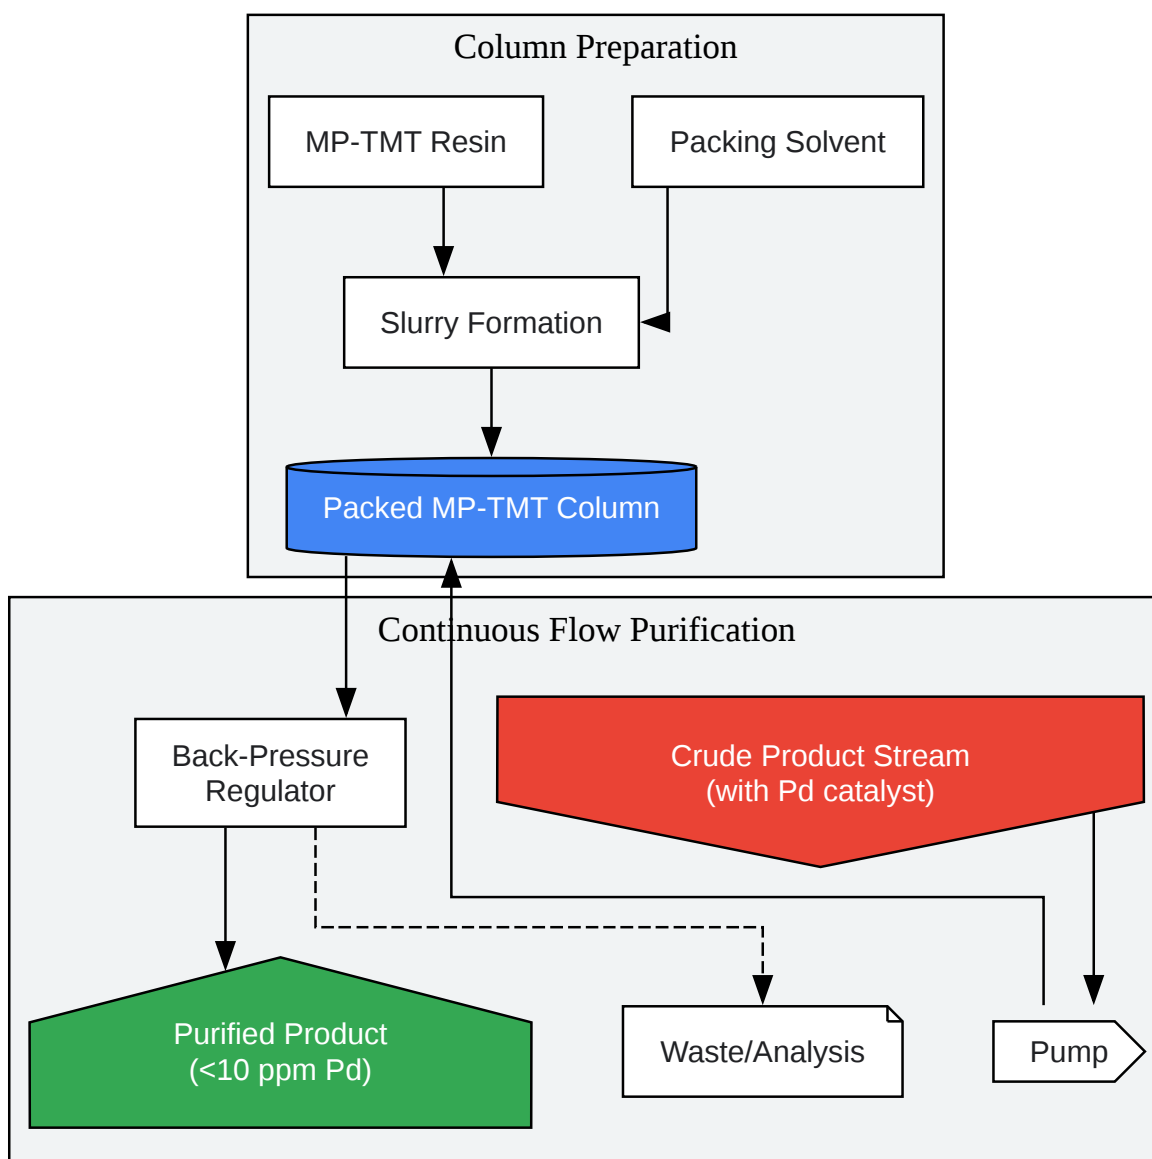 Column Preparation
MP-TMT Resin
Packing Solvent
Slurry Formation
Packed MP-TMT Column
Continuous Flow Purification
Back-Pressure
Regulator
Crude Product Stream
(with Pd catalyst)
Purified Product
(<10 ppm Pd)
Waste/Analysis
Pump